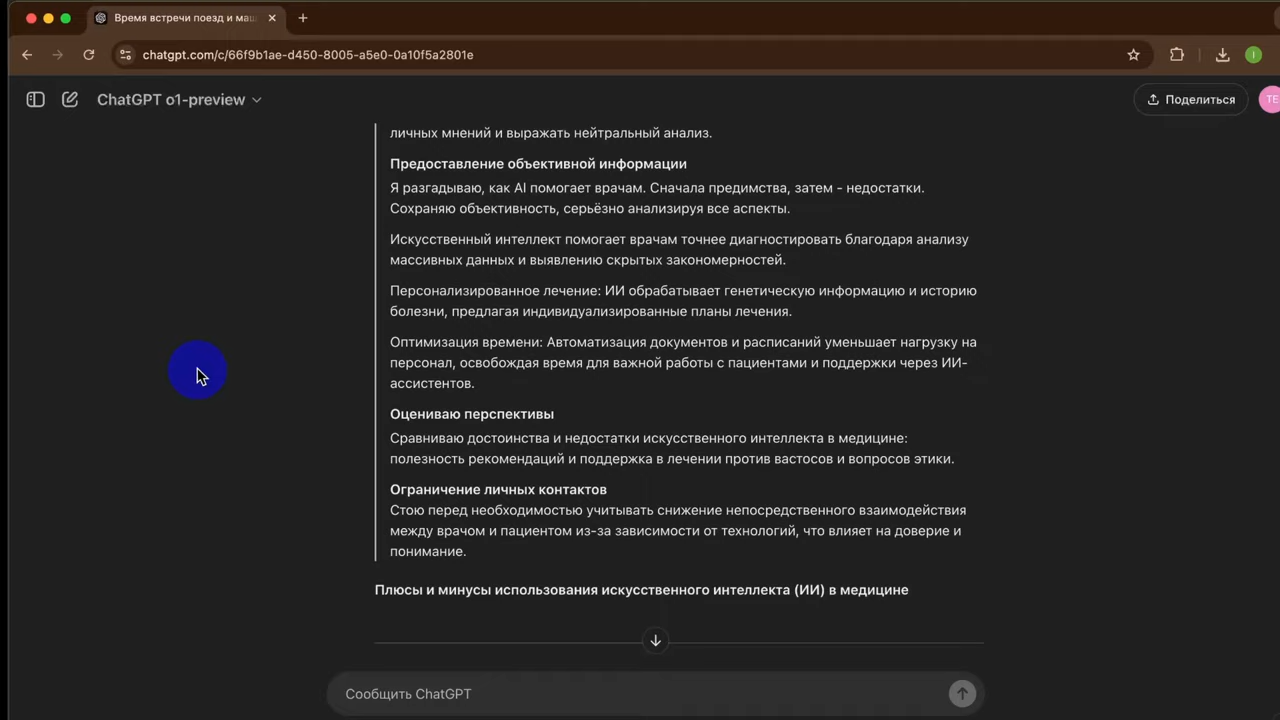 Время встречи поезд и маш
chatgpt.com/c/66f9b1ae-d450-8005-a5e0-0a10f5a2801e
I
ChatGPT o1-preview
Поделиться
TE
личных мнений и выражать нейтральный анализ.
Предоставление объективной информации
Я разгадываю, как AI помогает врачам. Сначала предимства, затем - недостатки.
Сохраняю объективность, серьёзно анализируя все аспекты.
Искусственный интеллект помогает врачам точнее диагностировать благодаря анализу
массивных данных и выявлению скрытых закономерностей.
Персонализированное лечение: ИИ обрабатывает генетическую информацию и историю
болезни, предлагая индивидуализированные планы лечения.
Оптимизация времени: Автоматизация документов и расписаний уменьшает нагрузку на
персонал, освобождая время для важной работы с пациентами и поддержки через ИИ-
ассистентов.
Оцениваю перспективы
Сравниваю достоинства и недостатки искусственного интеллекта в медицине:
полезность рекомендаций и поддержка в лечении против вастосов и вопросов этики.
Ограничение личных контактов
Стою перед необходимостью учитывать снижение непосредственного взаимодействия
между врачом и пациентом из-за зависимости от технологий, что влияет на доверие и
понимание.
Плюсы и минусы использования искусственного интеллекта (ИИ) в медицине
Сообщить ChatGPT